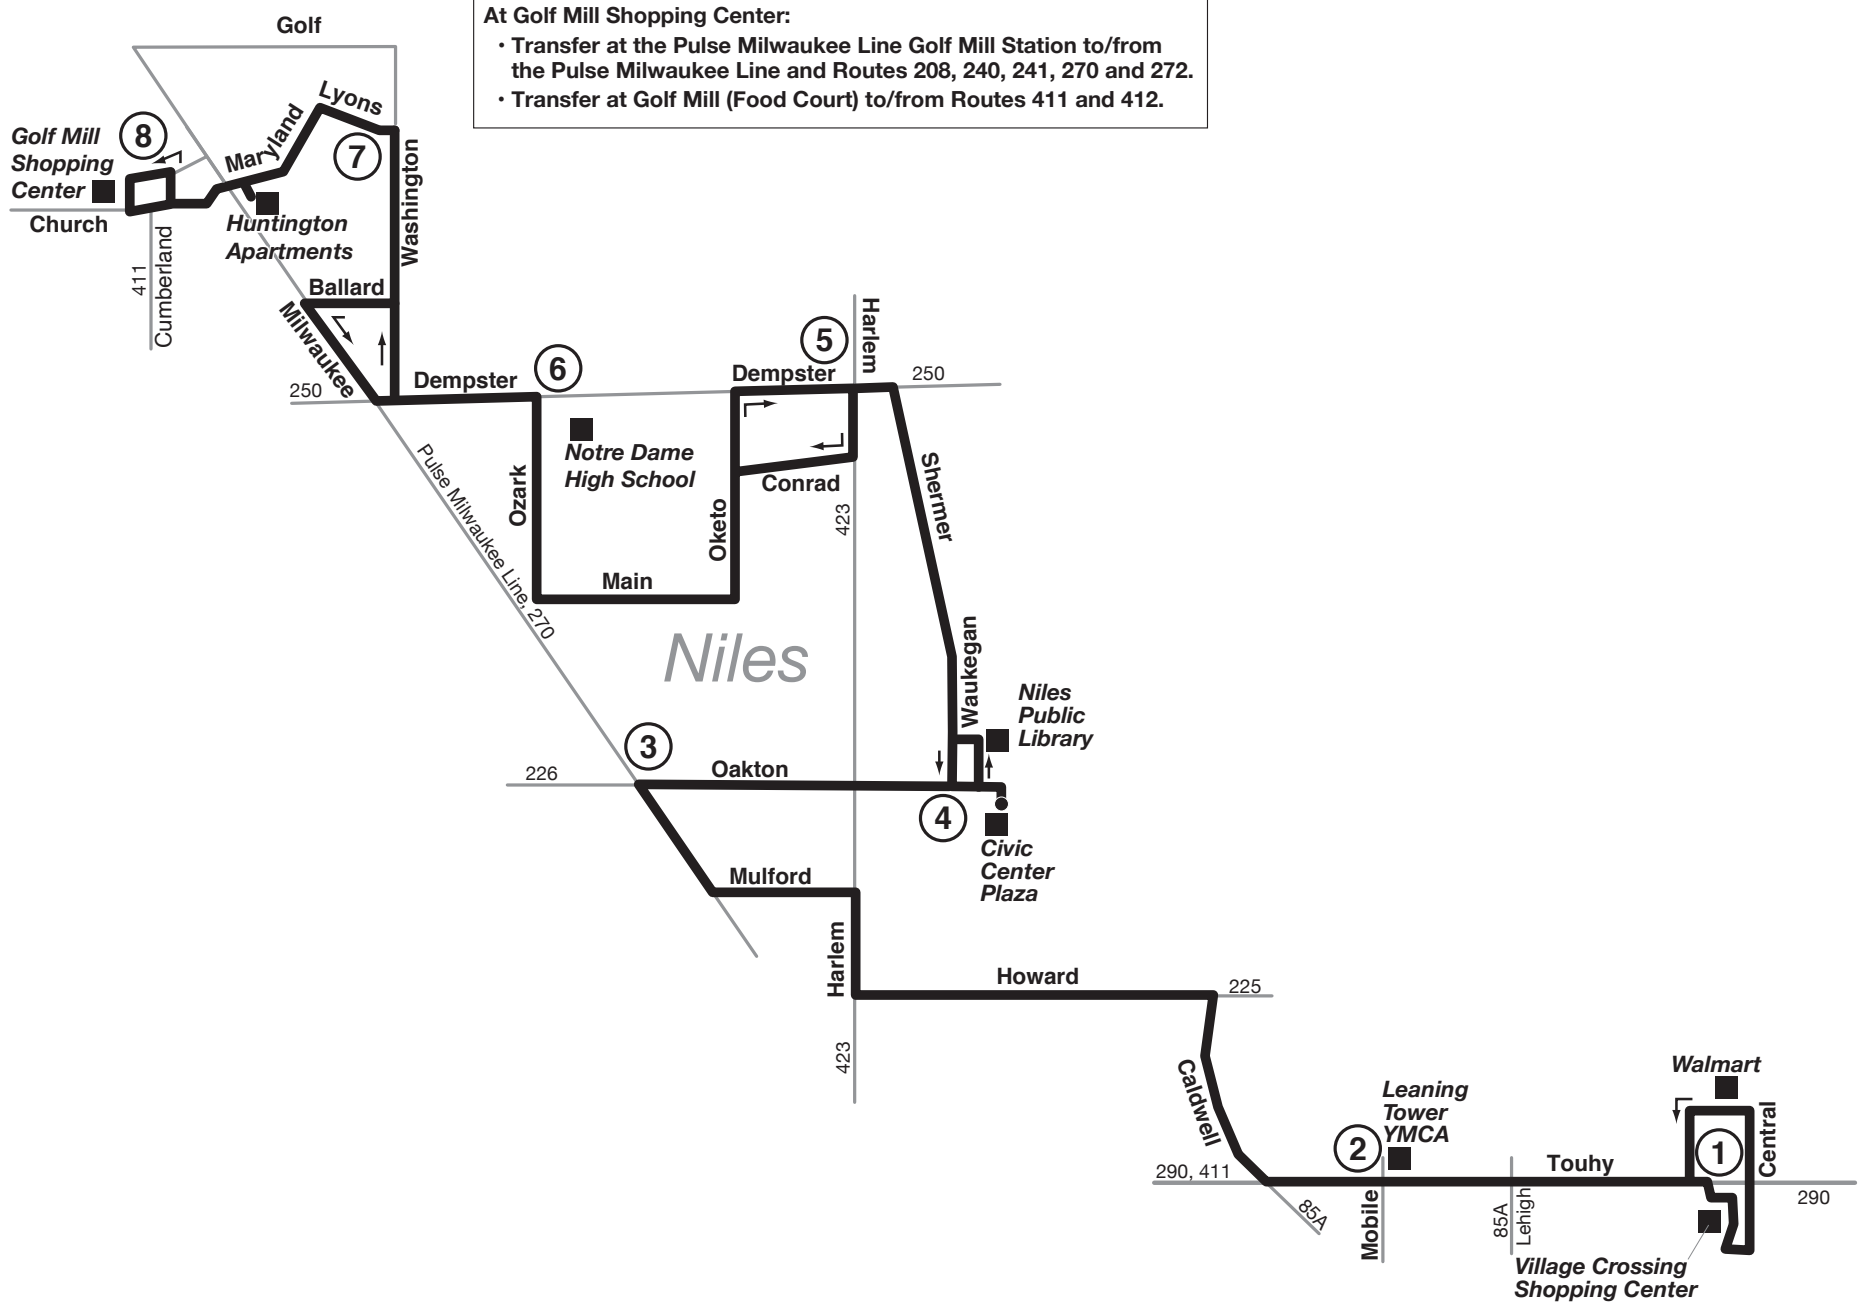 Golf
At Golf Mill Shopping Center:
• Transfer at the Pulse Milwaukee Line Golf Mill Station to/from
the Pulse Milwaukee Line and Routes 208, 240, 241, 270 and 272.
• Transfer at Golf Mill (Food Court) to/from Routes 411 and 412.
Lyons
8
Golf Mill
Shopping
Center
Maryland
7
Washington
Church
Huntington
Apartments
411
Cumberland
Ballard
Milwaukee
250
Dempster
6
5
Dempster
Harlem
250
Notre Dame
High School
Ozark
Pulse Milwaukee Line, 270
Oketo
Conrad
423
Shermer
Main
Niles
Waukegan
Niles
Public
Library
3
226
Oakton
4
Civic
Center
Plaza
Mulford
Harlem
Howard
225
423
Caldwell
Leaning
Tower
YMCA
Walmart
2
1
Central
290, 411
Touhy
290
85A
Mobile
85A
Lehigh
Village Crossing
Shopping Center